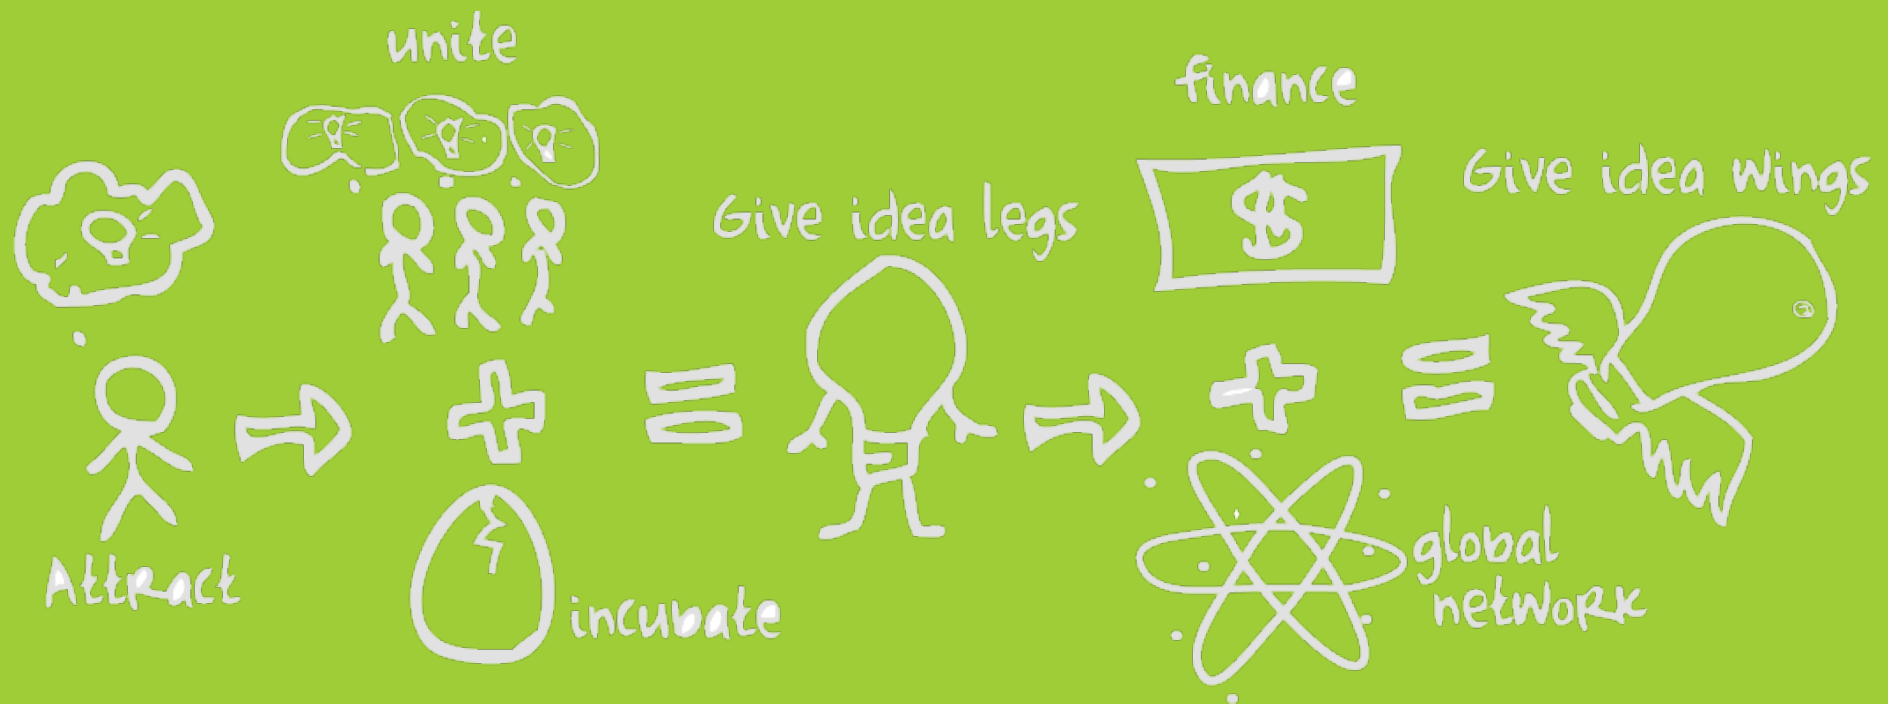 Attract
unite
incubate
Give idea legs
finance
$
global
network
Give idea wings